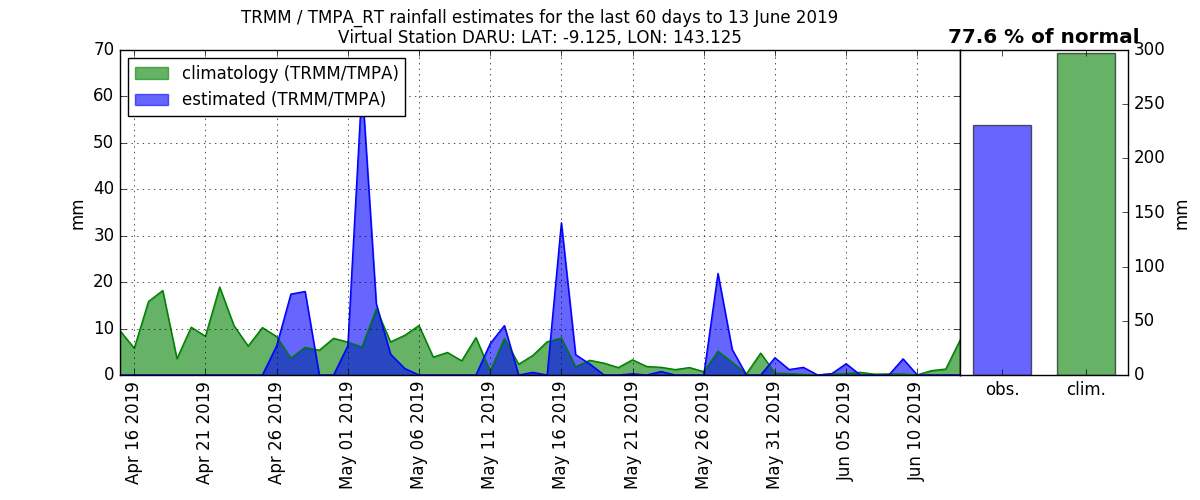 TRMM / TMPA_RT rainfall estimates for the last 60 days to 13 June 2019
Virtual Station DARU: LAT: -9.125, LON: 143.125
77.6 % of normal
climatology (TRMM/TMPA)
estimated (TRMM/TMPA)
70
60
50
40
30
20
10
0
mm
Apr 16 2019
Apr 21 2019
Apr 26 2019
May 01 2019
May 06 2019
May 11 2019
May 16 2019
May 21 2019
May 26 2019
May 31 2019
Jun 05 2019
Jun 10 2019
300
250
200
150
100
50
0
mm
obs.
clim.